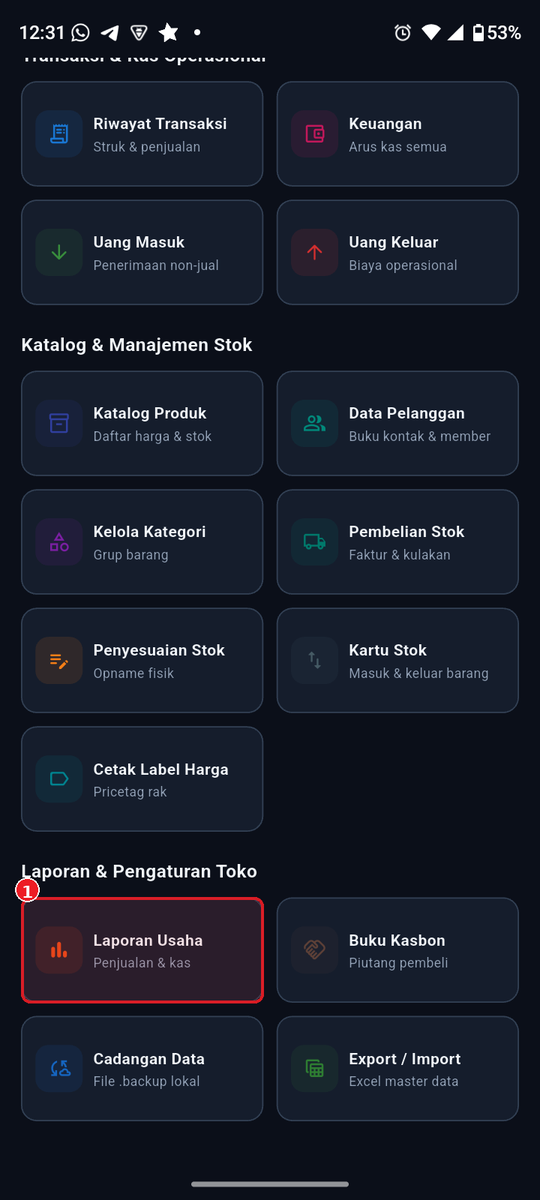 12:31
53%
Transaksi & Kas Operasional
Riwayat Transaksi
Struk & penjualan
Keuangan
Arus kas semua
Uang Masuk
Penerimaan non-jual
Uang Keluar
Biaya operasional
Katalog & Manajemen Stok
Katalog Produk
Daftar harga & stok
Data Pelanggan
Buku kontak & member
Kelola Kategori
Grup barang
Pembelian Stok
Faktur & kulakan
Penyesuaian Stok
Opname fisik
Kartu Stok
Masuk & keluar barang
Cetak Label Harga
Pricetag rak
Laporan & Pengaturan Toko
1
Laporan Usaha
Penjualan & kas
Buku Kasbon
Piutang pembeli
Cadangan Data
File .backup lokal
Export / Import
Excel master data